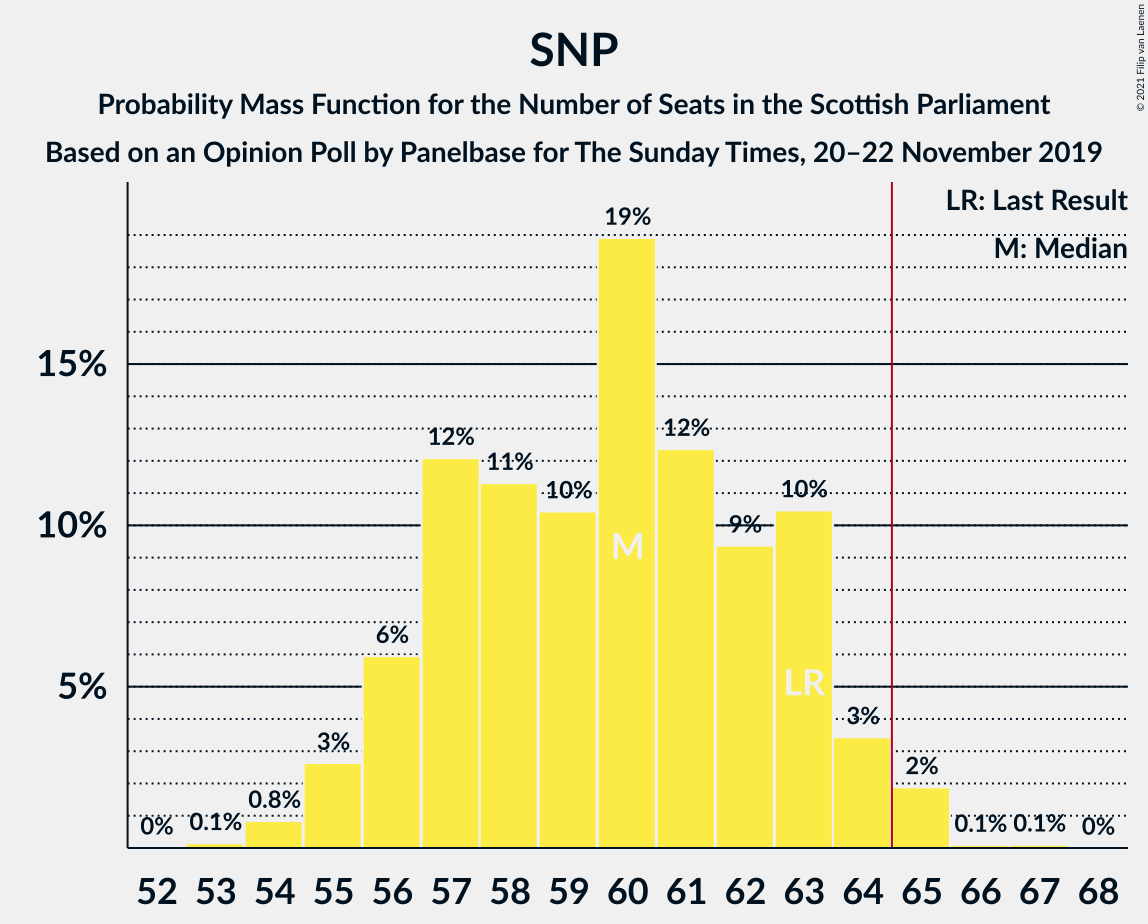 SNP
Probability Mass Function for the Number of Seats in the Scottish Parliament
Based on an Opinion Poll by Panelbase for The Sunday Times, 20–22 November 2019
© 2021 Filip van Laenen
LR: Last Result
M: Median
15%
10%
5%
0%
0.1%
0.8%
3%
6%
12%
11%
10%
19%
12%
9%
10%
3%
2%
0.1%
0.1%
0%
M
LR
52 53 54 55 56 57 58 59 60 61 62 63 64 65 66 67 68